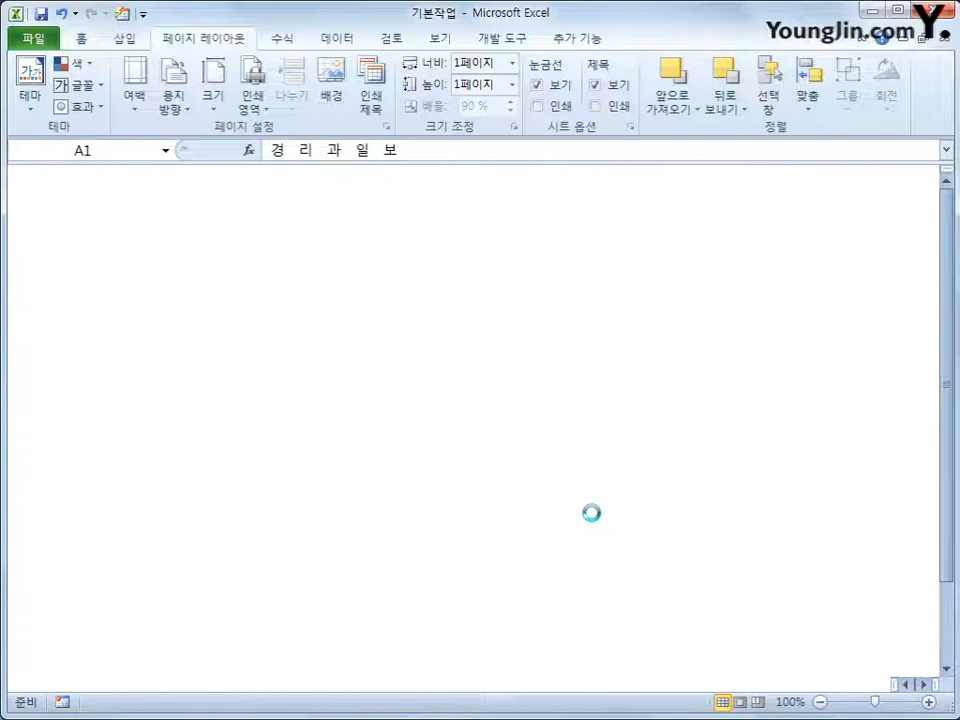 기본작업 - Microsoft Excel
YoungJin.com Y.
파일 홈 삽입 페이지 레이아웃 수식 데이터 검토 보기 개발 도구 추가 기능
테마 색 글꼴 효과
테마
여백 용지 방향 크기 인쇄 영역 나누기 배경 인쇄 제목
페이지 설정
너비: 1페이지
높이: 1페이지
배율: 90 %
크기 조정
눈금선 제목
보기 보기
인쇄 인쇄
시트 옵션
앞으로 가져오기 뒤로 보내기 선택 창 맞춤 그룹 회전
정렬
A1 fx 경 리 과 일 보
준비 100%